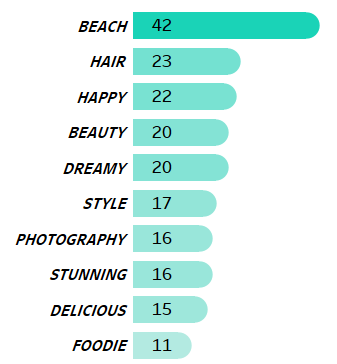 BEACH 42
HAIR 23
HAPPY 22
BEAUTY 20
DREAMY 20
STYLE 17
PHOTOGRAPHY 16
STUNNING 16
DELICIOUS 15
FOODIE 11